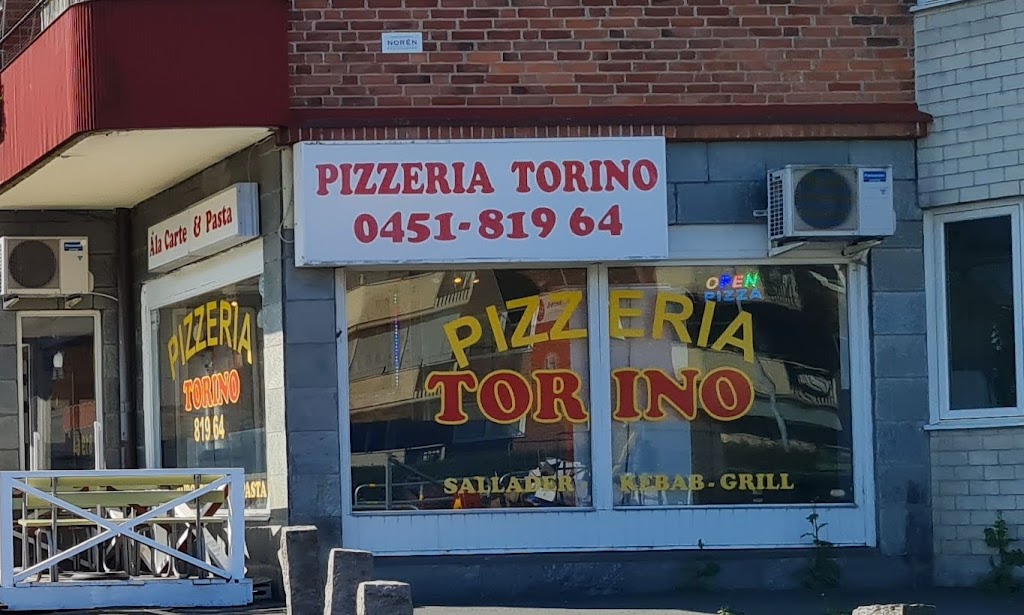 NORÉN
PIZZERIA TORINO
0451-819 64
Àla Carte & Pasta
PIZZERIA
TORINO
819 64
PASTA
OPEN
PIZZA
PIZZERIA
TORINO
SALLADER KEBAB-GRILL